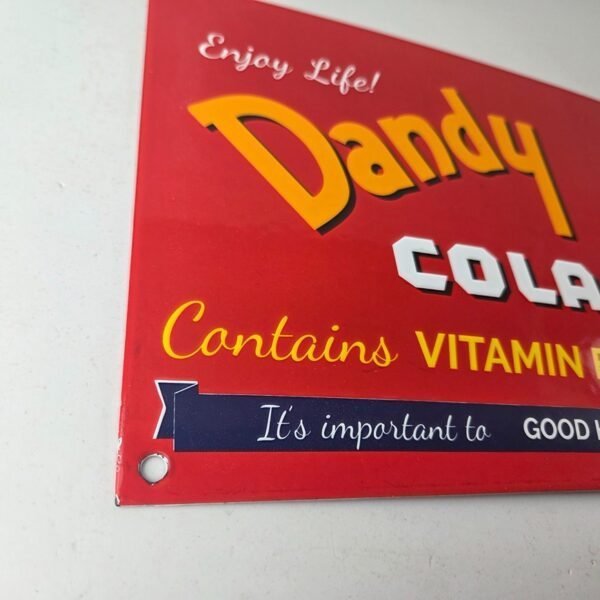 Enjoy Life!
Dandy
COLA
Contains VITAMIN
It's important to GOOD